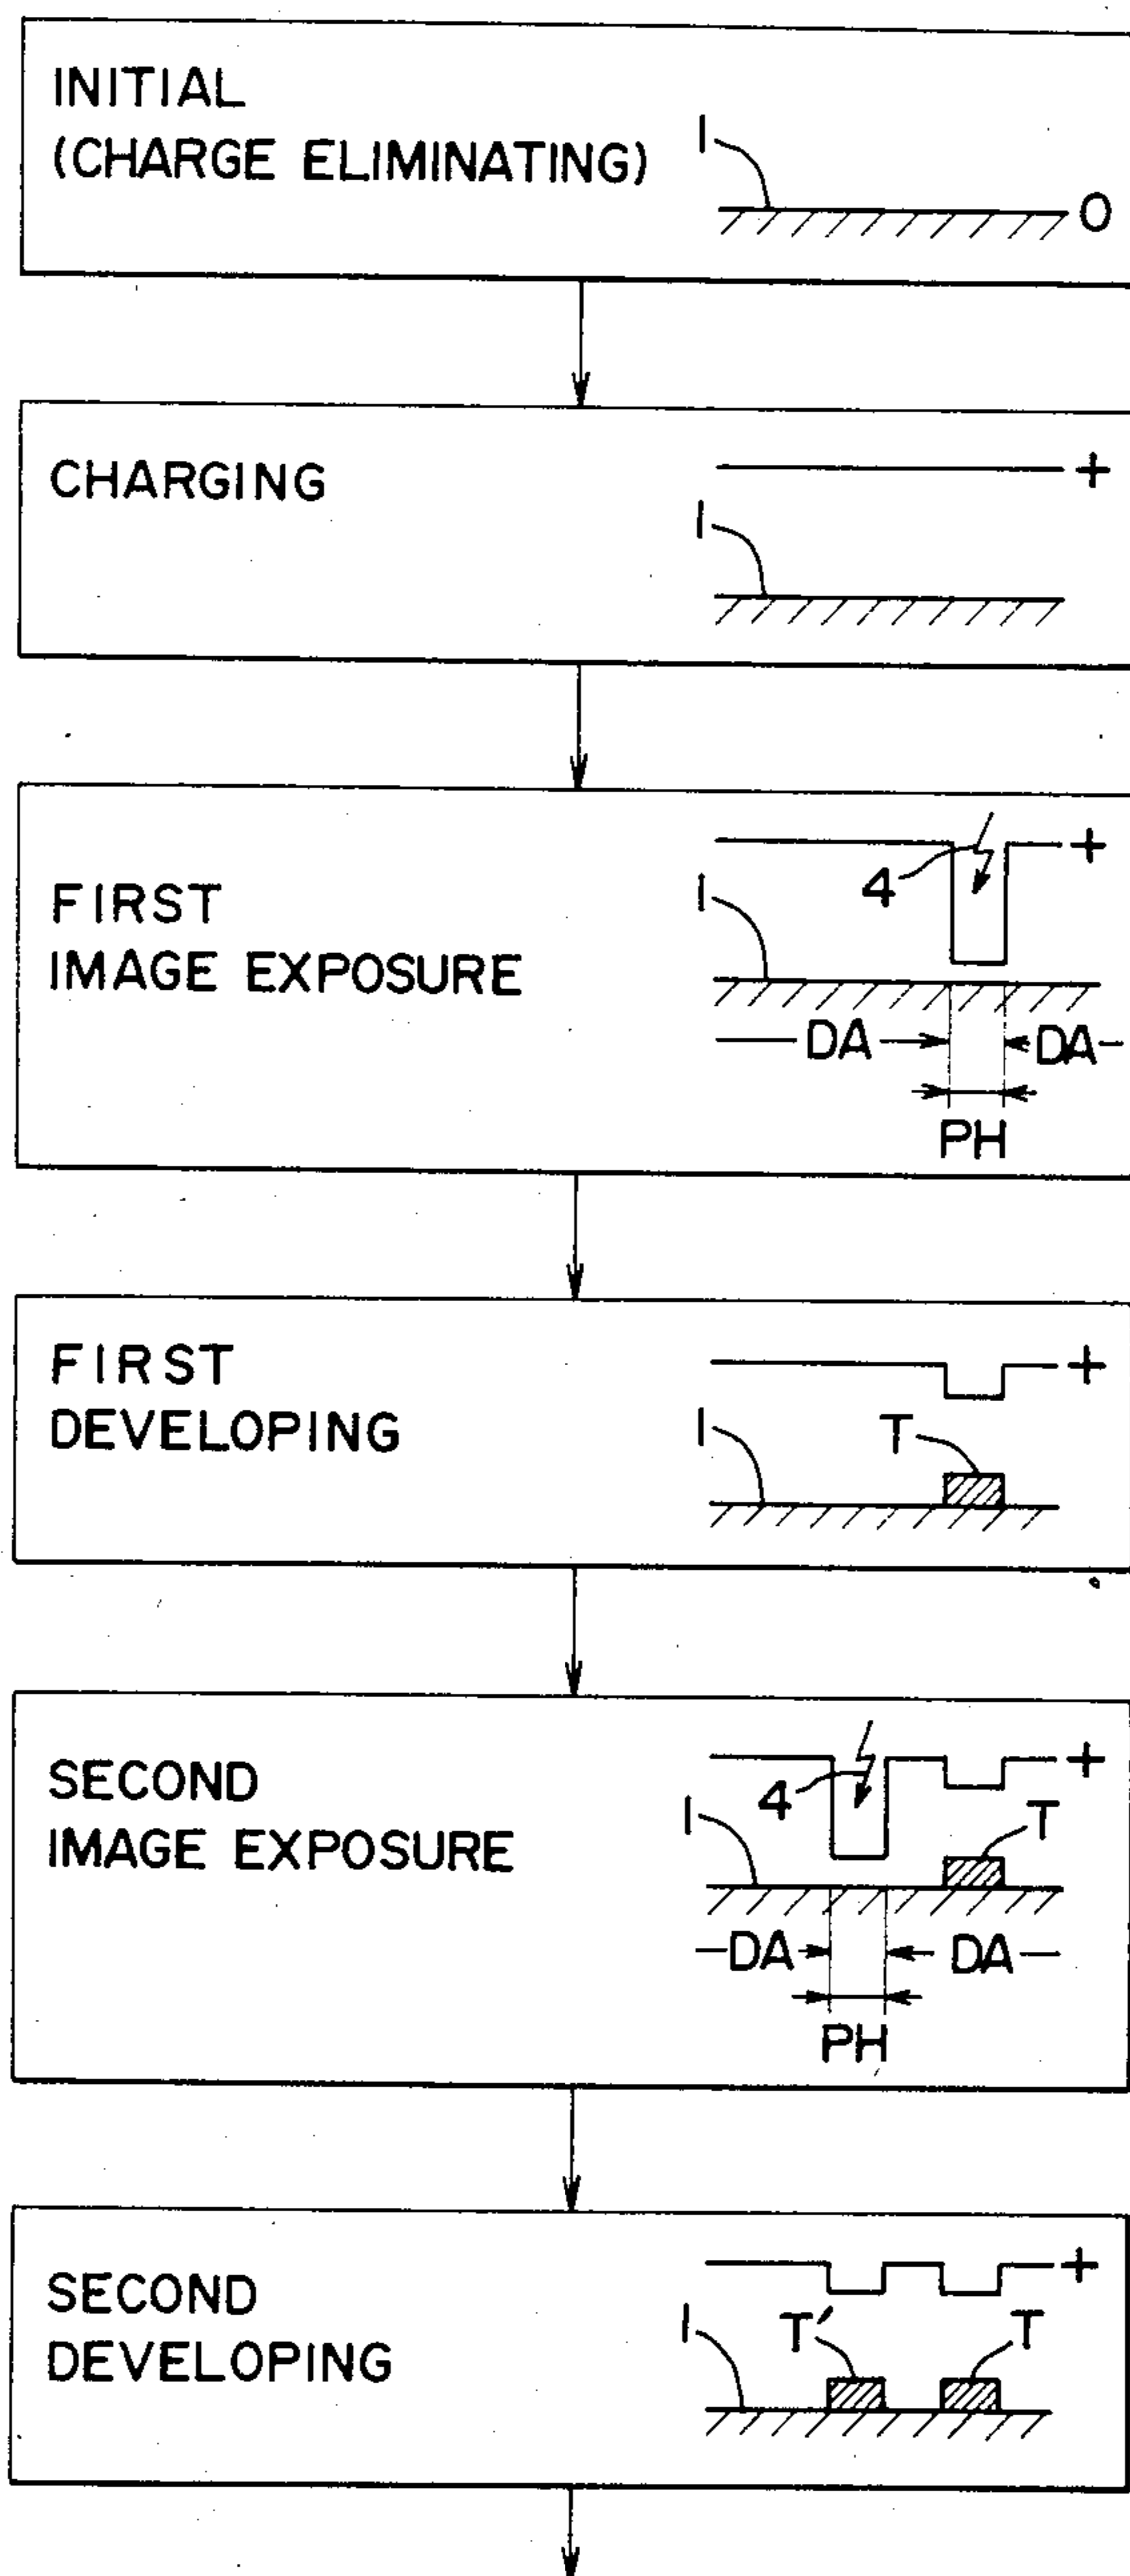 INITIAL
(CHARGE ELIMINATING)
1
0
CHARGING
+
1
FIRST
IMAGE EXPOSURE
+
4
1
DA
DA
PH
FIRST
DEVELOPING
+
1
T
SECOND
IMAGE EXPOSURE
+
4
1
T
DA
DA
PH
SECOND
DEVELOPING
+
1
T'
T